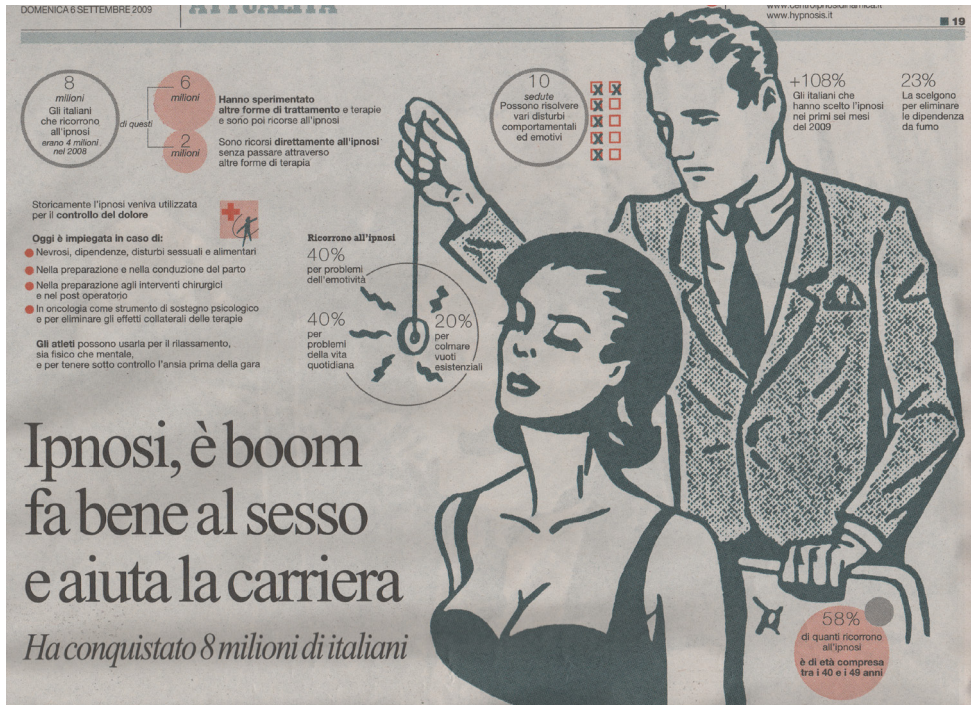 DOMENICA 6 SETTEMBRE 2009
ATTUALITÀ
www.hypnosis.it
19
8
milioni
Gli italiani
che ricorrono
all'ipnosi
erano 4 milioni
nel 2008
di questi
6
milioni
Hanno sperimentato
altre forme di trattamento e terapie
e sono poi ricorse all'ipnosi
2
milioni
Sono ricorsi direttamente all'ipnosi
senza passare attraverso
altre forme di terapia
10
sedute
Possono risolvere
vari disturbi
comportamentali
ed emotivi
+108%
Gli italiani che
hanno scelto l'ipnosi
nei primi sei mesi
del 2009
23%
La scelgono
per eliminare
le dipendenza
da fumo
Storicamente l'ipnosi veniva utilizzata
per il controllo del dolore
Oggi è impiegata in caso di:
Nevrosi, dipendenze, disturbi sessuali e alimentari
Nella preparazione e nella conduzione del parto
Nella preparazione agli interventi chirurgici
e nei post operatorio
In oncologia come strumento di sostegno psicologico
e per eliminare gli effetti collaterali delle terapie
Gli atleti possono usarla per il rilassamento,
sia fisico che mentale,
e per tenere sotto controllo l'ansia prima della gara
Ricorrono all'ipnosi
40%
per problemi
dell'emotività
40%
per
problemi
della vita
quotidiana
20%
per
colmare
vuoti
esistenziali
Ipnosi, è boom
fa bene al sesso
e aiuta la carriera
Ha conquistato 8 milioni di italiani
58%
di quanti ricorrono
all'ipnosi
è di età compresa
tra i 40 e i 49 anni